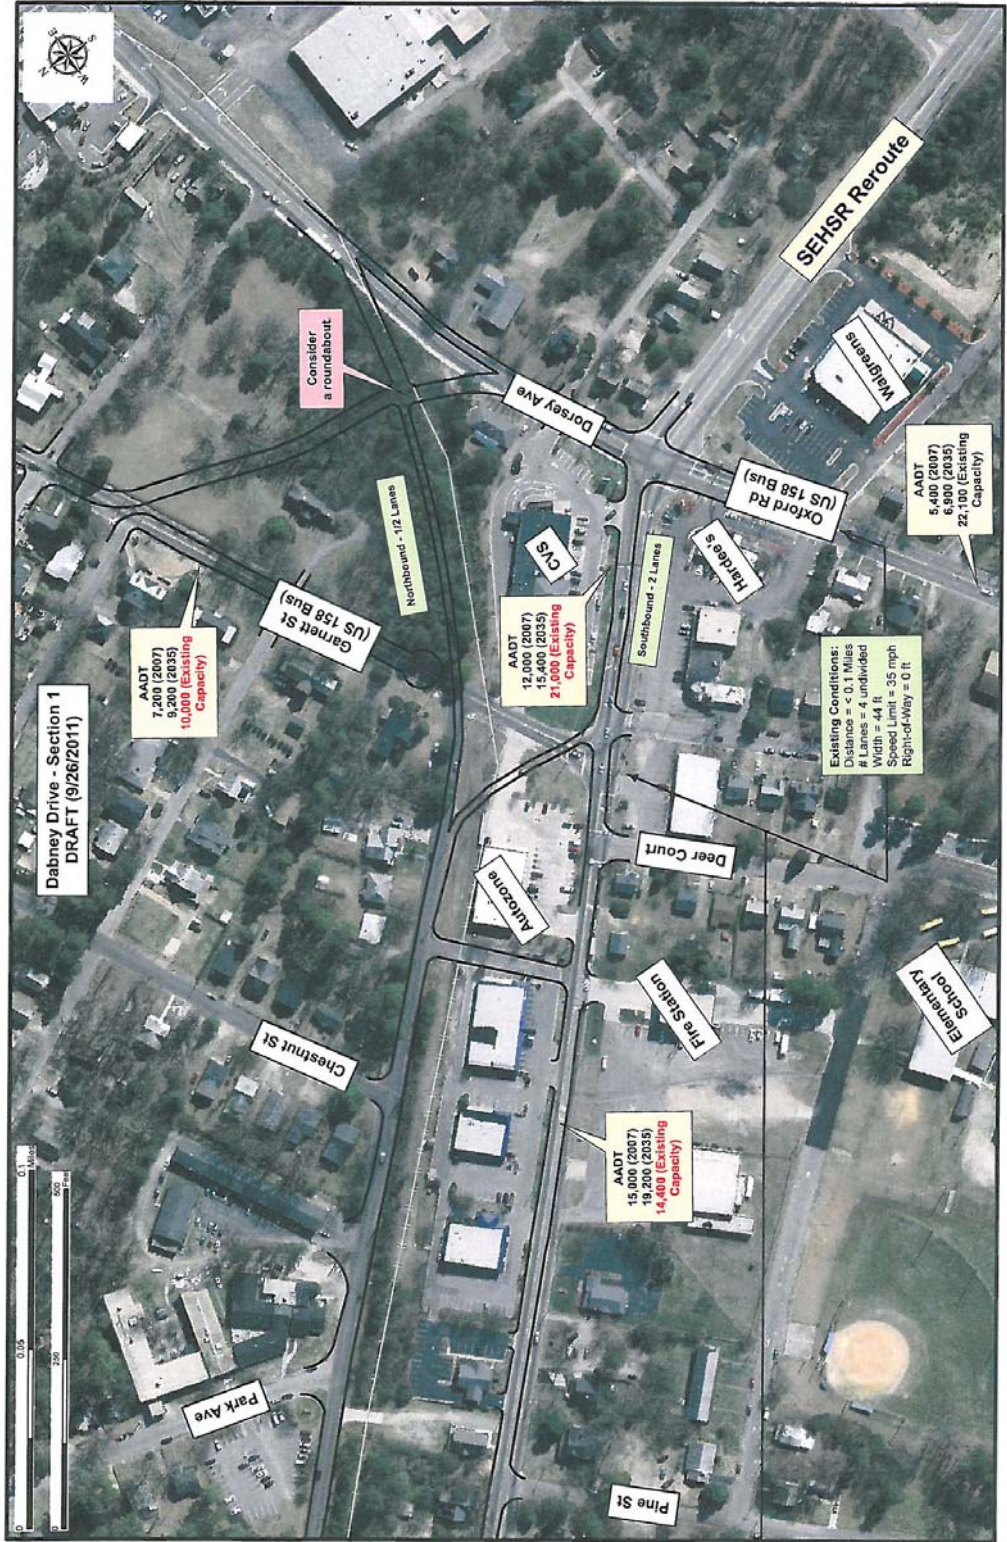 Dabney Drive - Section 1
DRAFT (9/26/2011)
0
0.05
0.1
Miles
0
250
500
Feet
N
E
S
W
Park Ave
Chestnut St
Garnett St
(US 158 Bus)
AADT
7,200 (2007)
9,200 (2035)
10,000 (Existing
Capacity)
Consider
a roundabout
Northbound - 1/2 Lanes
Autozone
CVS
AADT
12,000 (2007)
15,400 (2035)
21,000 (Existing
Capacity)
Dorsey Ave
Southbound - 2 Lanes
SEHSR Reroute
Walgreens
Oxford Rd
(US 158 Bus)
Hardee's
Deer Court
Fire Station
AADT
15,000 (2007)
19,200 (2035)
14,400 (Existing
Capacity)
Pine St
Elementary
School
Existing Conditions:
Distance = < 0.1 Miles
# Lanes = 4 undivided
Width = 44 ft
Speed Limit = 35 mph
Right-of-Way = 0 ft
AADT
5,400 (2007)
6,900 (2035)
22,100 (Existing
Capacity)